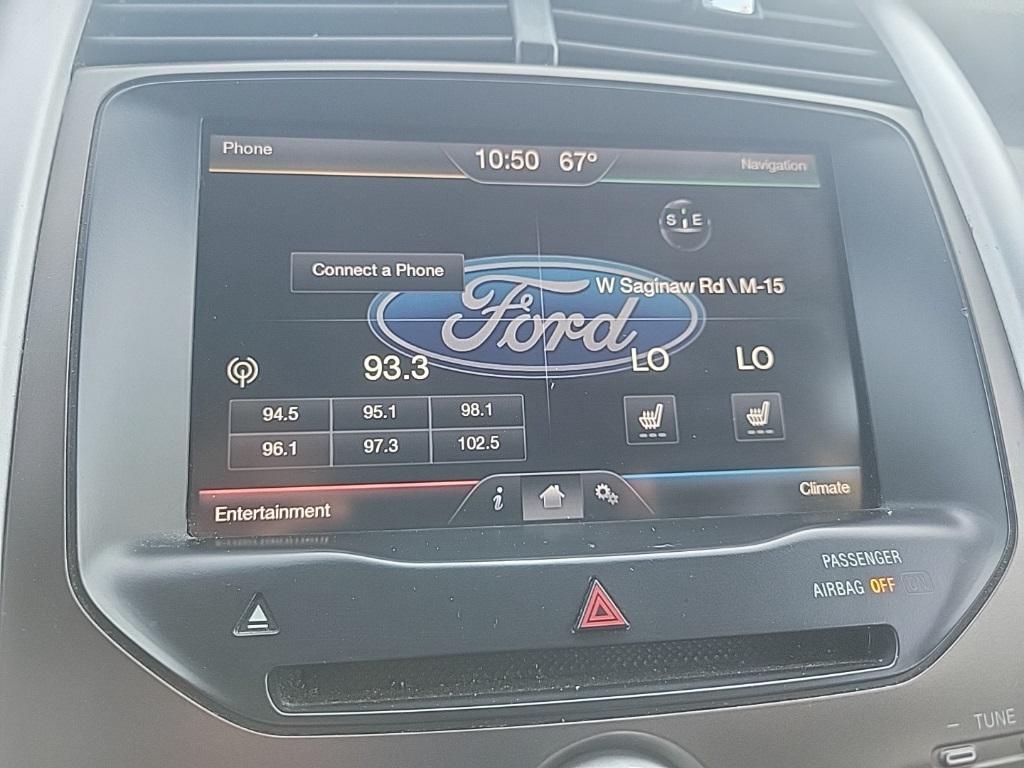 Phone
10:50 67°
Navigation
S E
Connect a Phone
Ford
W Saginaw Rd \ M-15
93.3
LO LO
94.5 95.1 98.1
96.1 97.3 102.5
i
Climate
Entertainment
PASSENGER
AIRBAG OFF ON
– TUNE